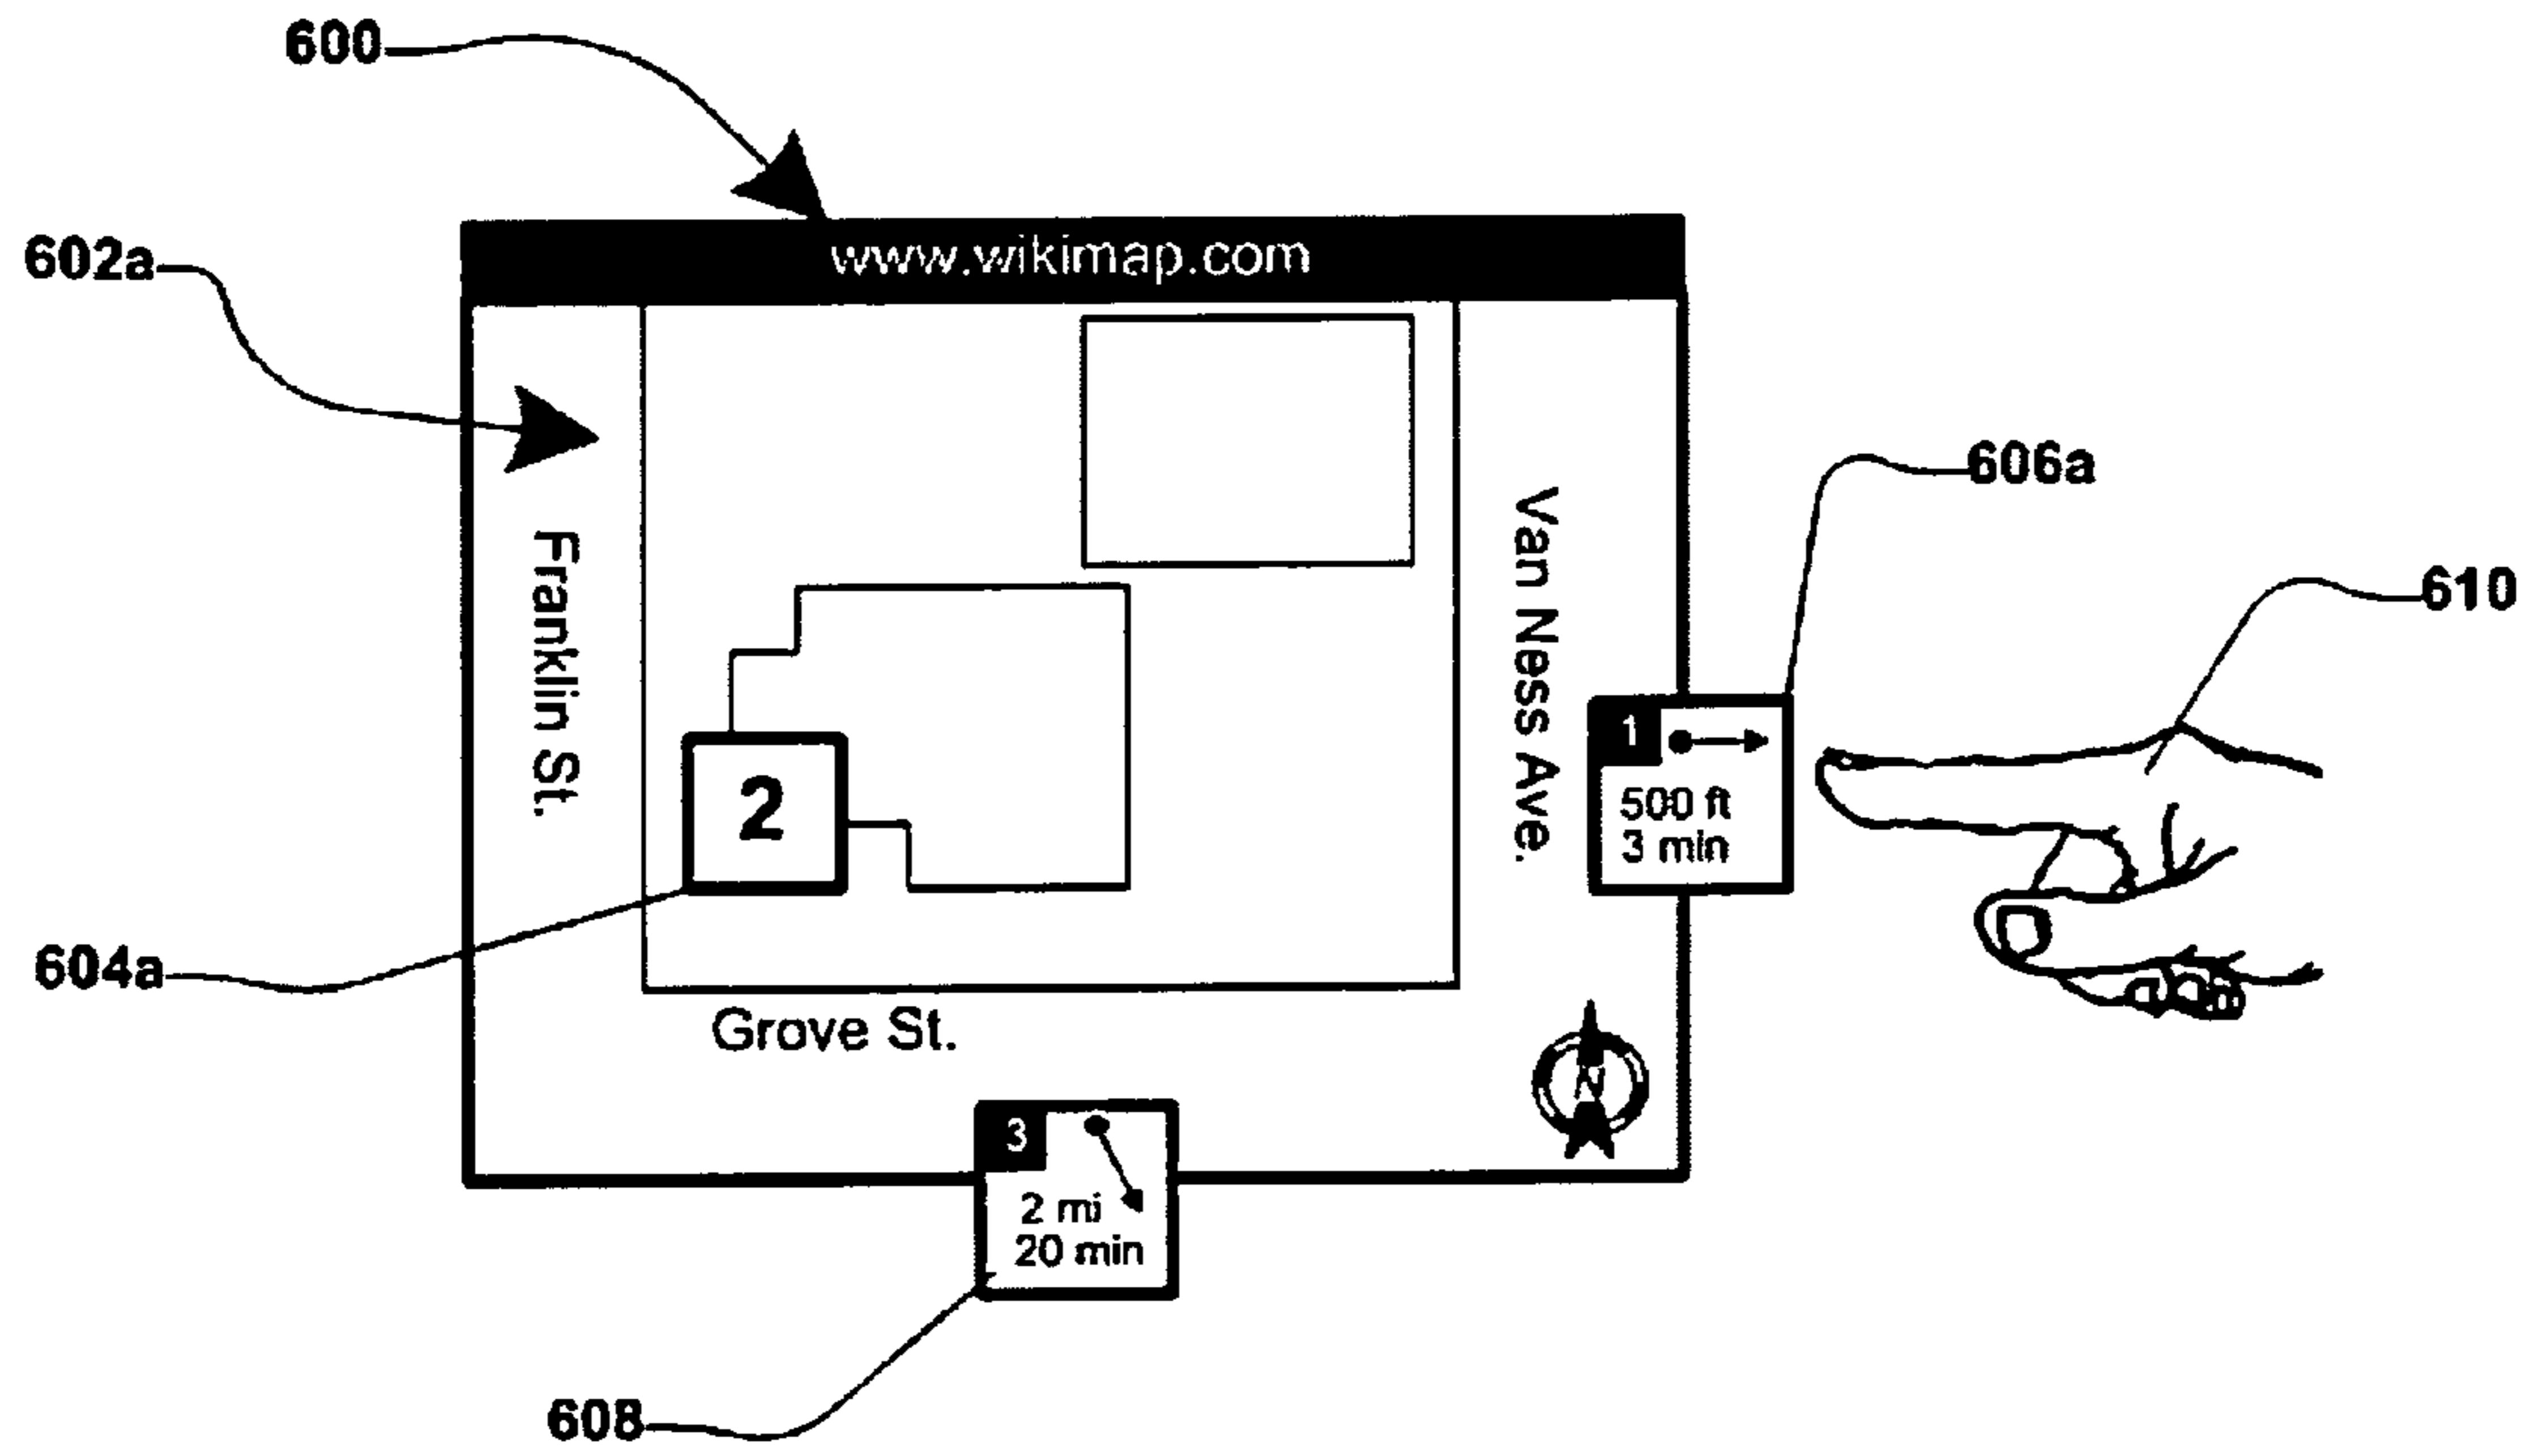 600
602a
www.wikimap.com
606a
Franklin St.
Van Ness Ave.
610
1
500 ft
3 min
2
604a
Grove St.
N
3
2 mi
20 min
608